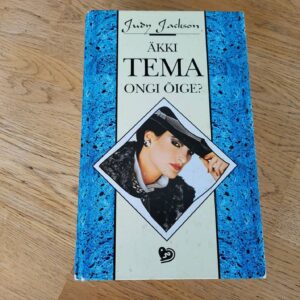 Judy Jackson
ÄKKI
TEMA
ONGI ÕIGE?